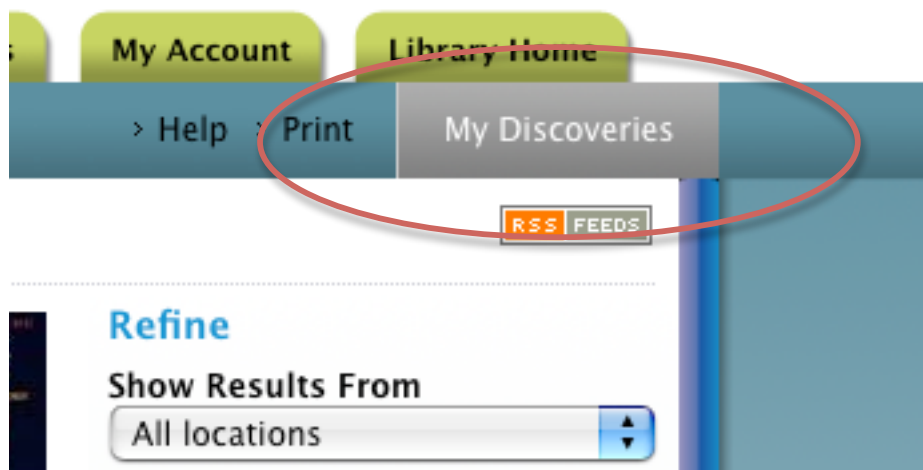 My Account Library Home
> Help > Print My Discoveries
RSS FEEDS
Refine
Show Results From
All locations